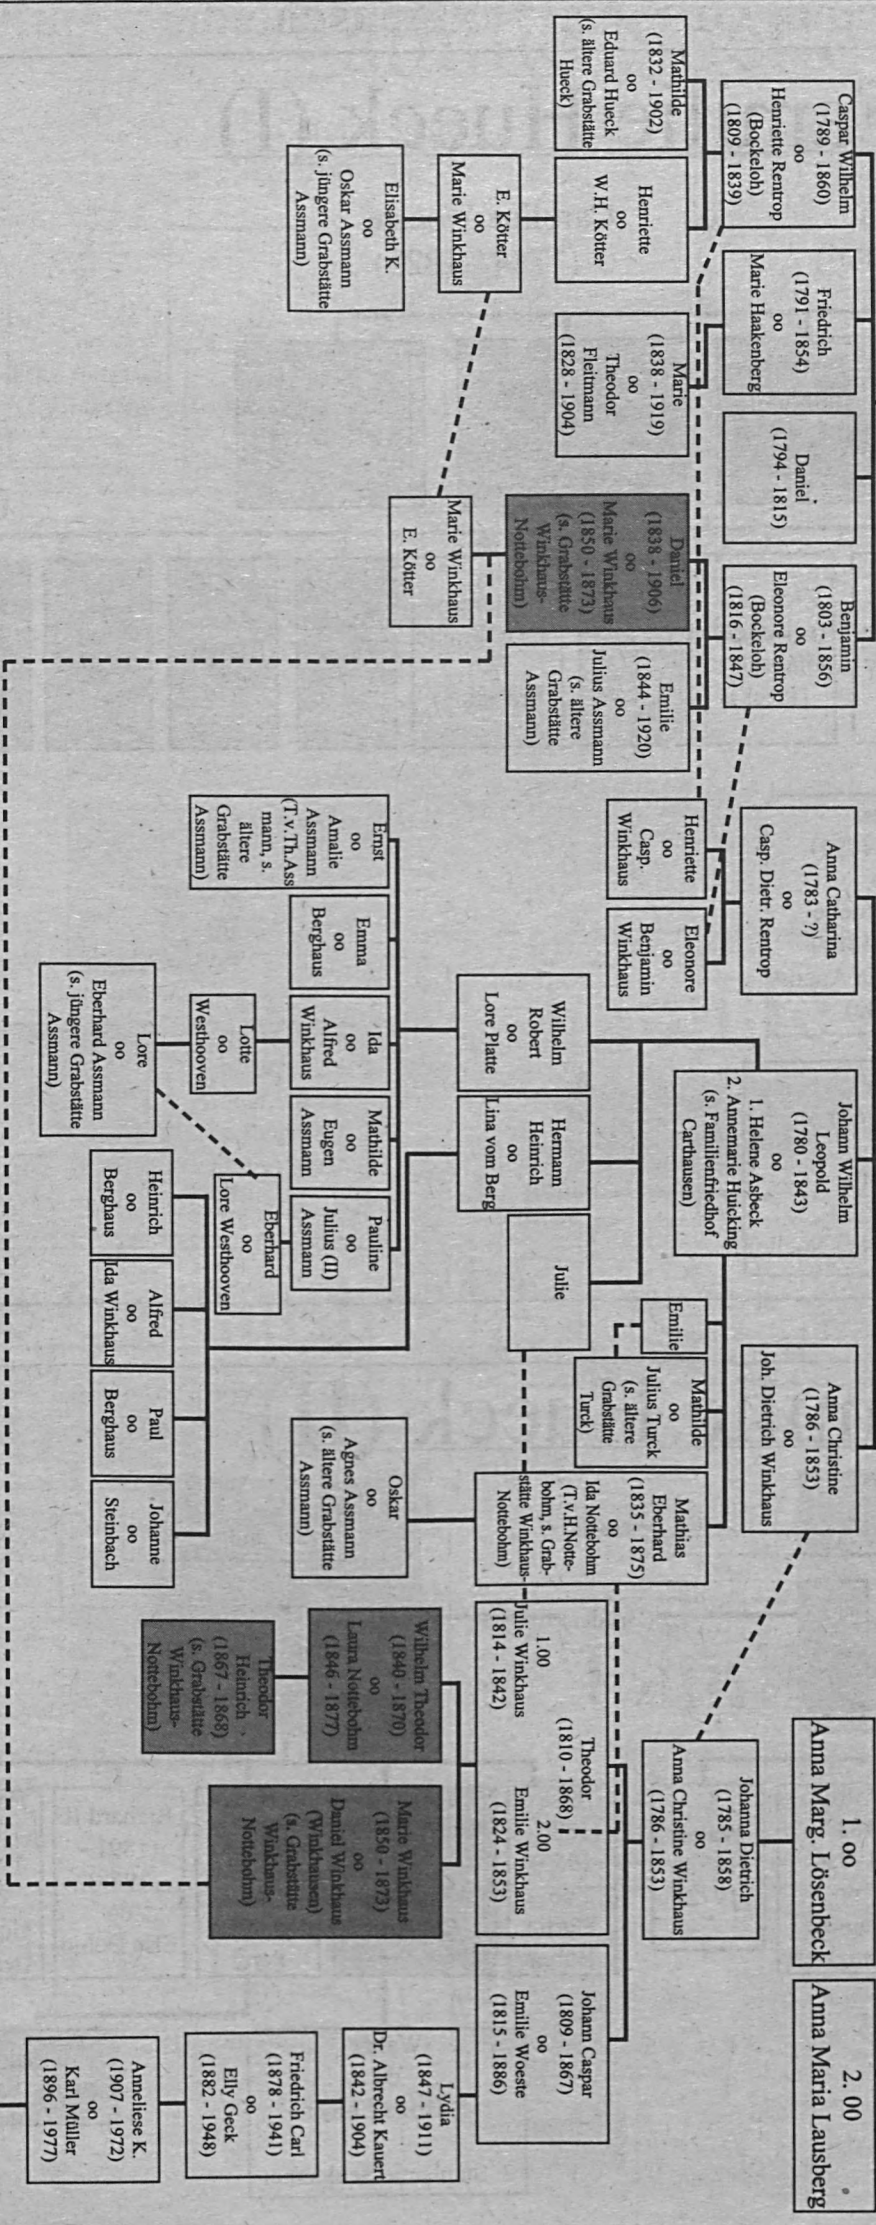 Caspar Wilhelm
(1789 - 1860)
oo
Henriette Rentrop
(Bockeloh)
(1809 - 1839)
Friedrich
(1791 - 1854)
oo
Marie Haakenberg
Daniel
(1794 - 1815)
Benjamin
(1803 - 1856)
oo
Eleonore Rentrop
(Bockeloh)
(1816 - 1847)
Anna Catharina
(1783 - ?)
oo
Casp. Dietr. Rentrop
Johann Wilhelm
Leopold
(1780 - 1843)
oo
1. Helene Asbeck
2. Annemarie Huicking
(s. Familienfriedhof
Carthausen)
Anna Christine
(1786 - 1853)
oo
Joh. Dietrich Winkhaus
1. oo
Anna Marg. Lösenbeck
2. oo
Anna Maria Lausberg
Mathilde
(1832 - 1902)
oo
Eduard Hueck
(s. ältere Grabstätte
Hueck)
Henriette
oo
W.H. Kötter
Marie
(1838 - 1919)
oo
Theodor
Fleitmann
(1828 - 1904)
Daniel
(1838 - 1906)
oo
Marie Winkhaus
(1850 - 1873)
(s. Grabstätte
Winkhaus-
Nottebohm)
Emilie
(1844 - 1920)
oo
Julius Assmann
(s. ältere
Grabstätte
Assmann)
Henriette
oo
Casp.
Winkhaus
Eleonore
oo
Benjamin
Winkhaus
Emilie
Mathilde
oo
Julius Turck
(s. ältere
Grabstätte
Turck)
Mathias
Eberhard
(1835 - 1875)
oo
Ida Nottebohm
(T.v.H.Notte-
bohm, s. Grab-
stätte Winkhaus-
Nottebohm)
Johanna Dietrich
(1785 - 1858)
oo
Anna Christine Winkhaus
(1786 - 1853)
E. Kötter
oo
Marie Winkhaus
Marie Winkhaus
oo
E. Kötter
Wilhelm
Robert
oo
Lore Platte
Hermann
Heinrich
oo
Lina vom Berg
Julie
Theodor
(1810 - 1868)
1.oo
Julie Winkhaus
(1814 - 1842)
2.oo
Emilie Winkhaus
(1824 - 1853)
Johann Caspar
(1809 - 1867)
oo
Emilie Woeste
(1815 - 1886)
Elisabeth K.
oo
Oskar Assmann
(s. jüngere Grabstätte
Assmann)
Ernst
Assmann
oo
Amalie
(T.v.Th.Ass
mann, s.
ältere
Grabstätte
Assmann)
Emma
oo
Berghaus
Ida
oo
Alfred
Winkhaus
Mathilde
oo
Eugen
Assmann
Pauline
oo
Julius (II)
Assmann
Oskar
oo
Agnes Assmann
(s. ältere Grabstätte
Assmann)
Wilhelm Theodor
(1840 - 1870)
oo
Laura Nottebohm
(1846 - 1877)
Marie Winkhaus
(1850 - 1873)
oo
Daniel Winkhaus
(Winkhausen)
(s. Grabstätte
Winkhaus-
Nottebohm)
Lydia
(1847 - 1911)
oo
Dr. Albrecht Kauert
(1842 - 1904)
Lotte
oo
Westhooven
Eberhard
oo
Lore Westhooven
Theodor
Heinrich
(1867 - 1868)
(s. Grabstätte
Winkhaus-
Nottebohm)
Friedrich Carl
(1878 - 1941)
oo
Elly Geck
(1882 - 1948)
Lore
oo
Eberhard Assmann
(s. jüngere Grabstätte
Assmann)
Heinrich
oo
Berghaus
Alfred
oo
Ida Winkhaus
Paul
oo
Berghaus
Johanne
oo
Steinbach
Anneliese K.
(1907 - 1972)
oo
Karl Müller
(1896 - 1977)